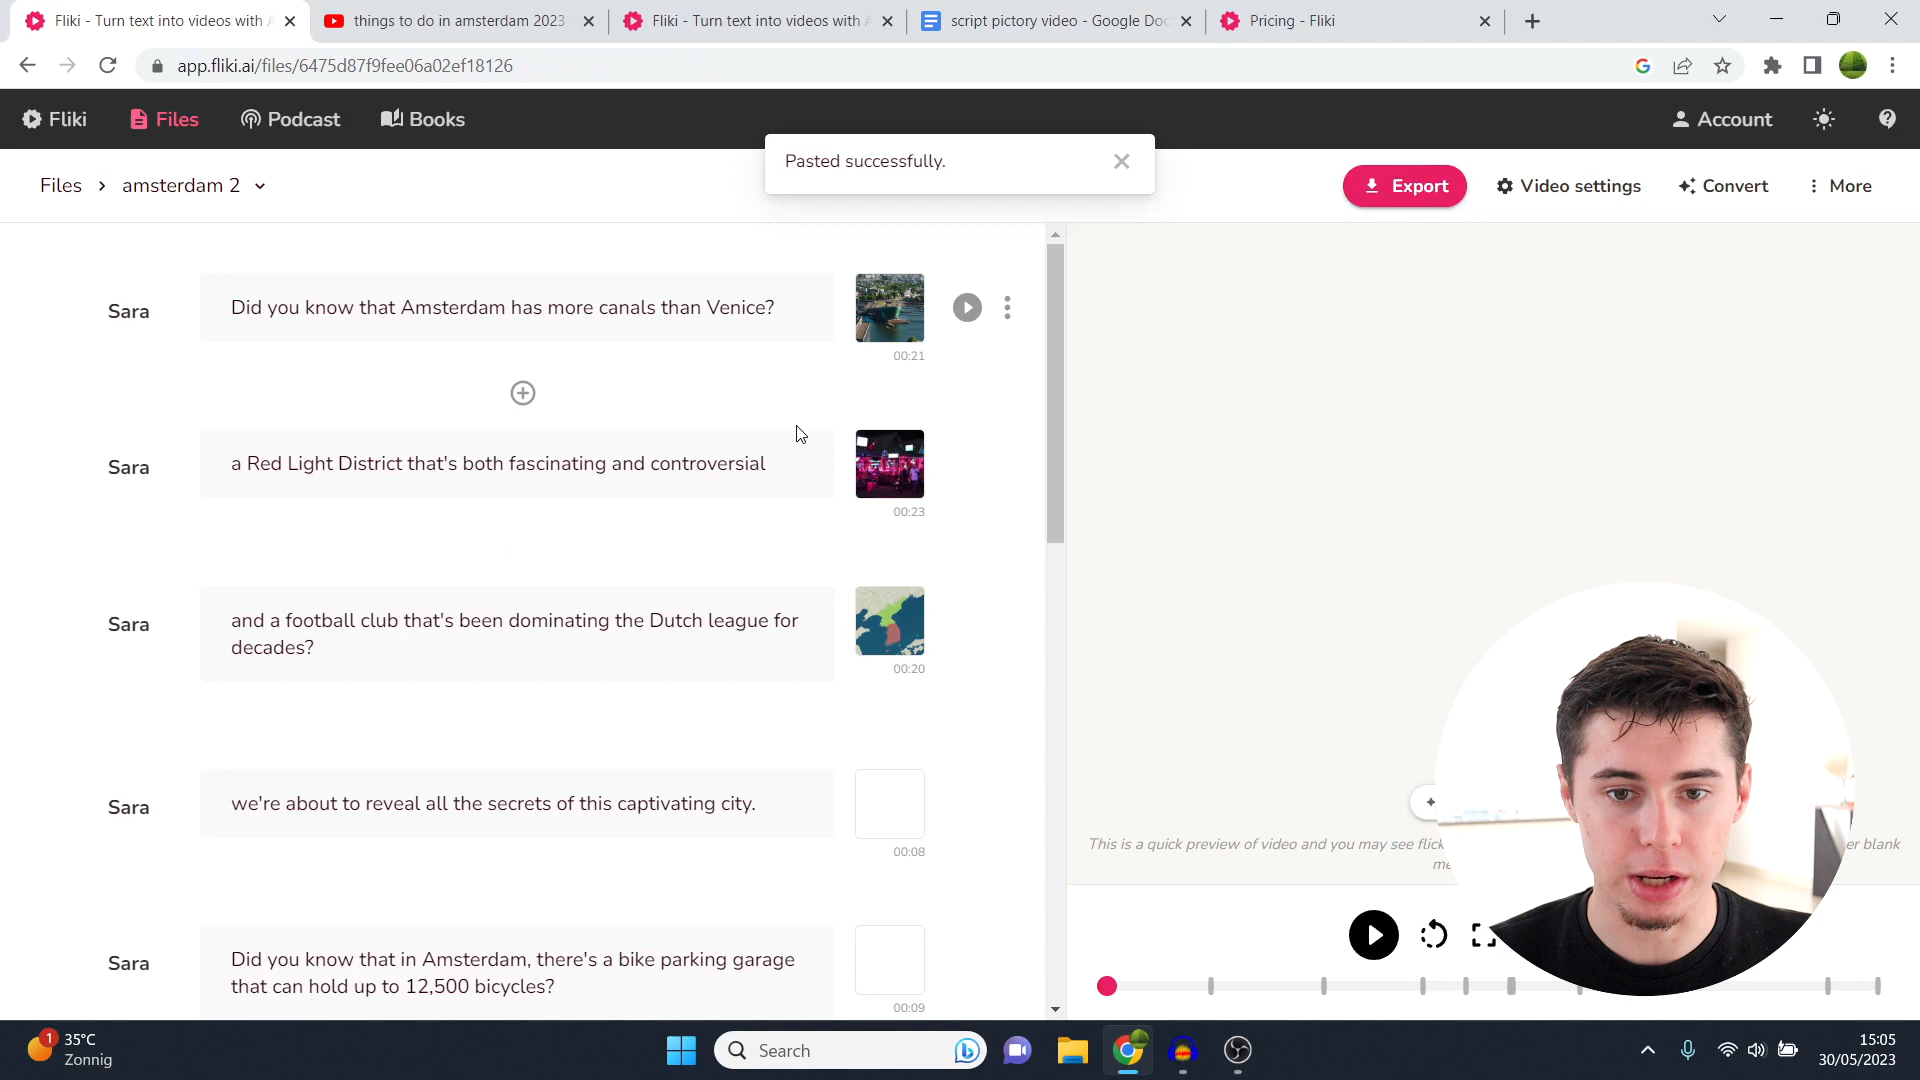 Fliki - Turn text into videos with A
things to do in amsterdam 2023
Fliki - Turn text into videos with A
script pictory video - Google Doc
Pricing - Fliki
app.fliki.ai/files/6475d87f9fee06a02ef18126
Fliki
Files
Podcast
Books
Account
Pasted successfully.
Files
amsterdam 2
Export
Video settings
Convert
More
Sara
Did you know that Amsterdam has more canals than Venice?
00:21
Sara
a Red Light District that's both fascinating and controversial
00:23
Sara
and a football club that's been dominating the Dutch league for
decades?
00:20
Sara
we're about to reveal all the secrets of this captivating city.
00:08
Sara
Did you know that in Amsterdam, there's a bike parking garage
that can hold up to 12,500 bicycles?
00:09
This is a quick preview of video and you may see flick
er blank
me
1
35°C
Zonnig
Search
15:05
30/05/2023